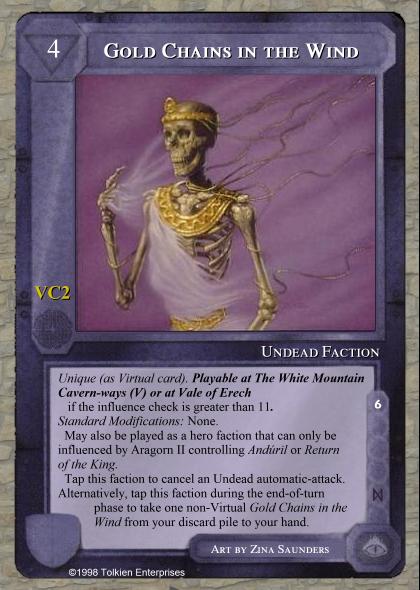 4
GOLD CHAINS IN THE WIND
VC2
UNDEAD FACTION
Unique (as Virtual card). Playable at The White Mountain
Cavern-ways (V) or at Vale of Erech
if the influence check is greater than 11.
Standard Modifications: None.
May also be played as a hero faction that can only be
influenced by Aragorn II controlling Andúril or Return
of the King.
Tap this faction to cancel an Undead automatic-attack.
Alternatively, tap this faction during the end-of-turn
phase to take one non-Virtual Gold Chains in the
Wind from your discard pile to your hand.
6
ART BY ZINA SAUNDERS
©1998 Tolkien Enterprises